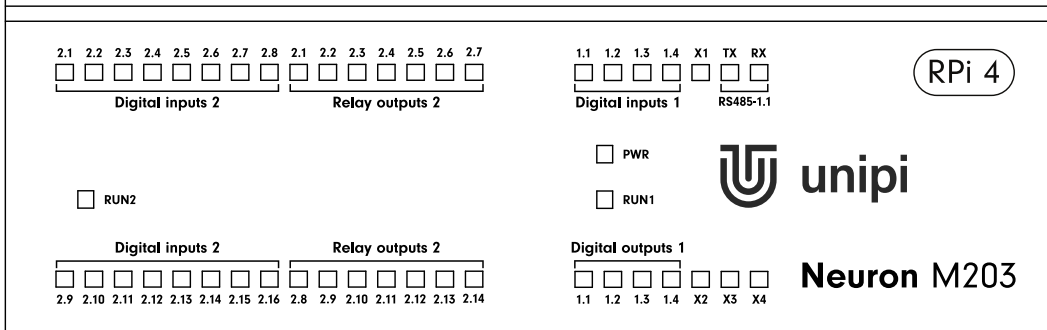 2.1 2.2 2.3 2.4 2.5 2.6 2.7 2.8 2.1 2.2 2.3 2.4 2.5 2.6 2.7 1.1 1.2 1.3 1.4 X1 TX RX
Digital inputs 2 Relay outputs 2 Digital inputs 1 RS485-1.1
RPi 4
PWR
RUN2 RUN1
unipi
Digital inputs 2 Relay outputs 2 Digital outputs 1
2.9 2.10 2.11 2.12 2.13 2.14 2.15 2.16 2.8 2.9 2.10 2.11 2.12 2.13 2.14 1.1 1.2 1.3 1.4 X2 X3 X4
Neuron M203